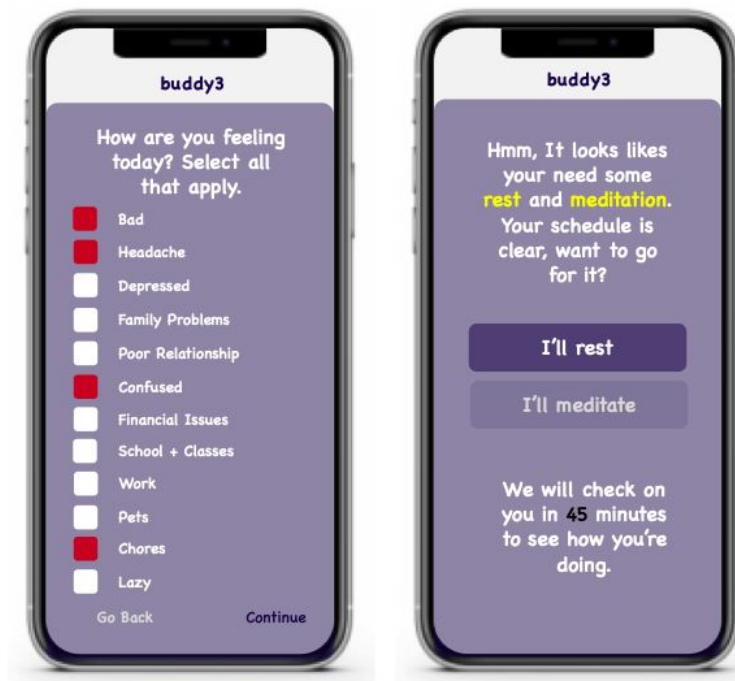 buddy3
How are you feeling
today? Select all
that apply.
Bad
Headache
Depressed
Family Problems
Poor Relationship
Confused
Financial Issues
School + Classes
Work
Pets
Chores
Lazy
Go Back
Continue
buddy3
Hmm, It looks likes
your need some
rest and meditation.
Your schedule is
clear, want to go
for it?
I'll rest
I'll meditate
We will check on
you in 45 minutes
to see how you're
doing.